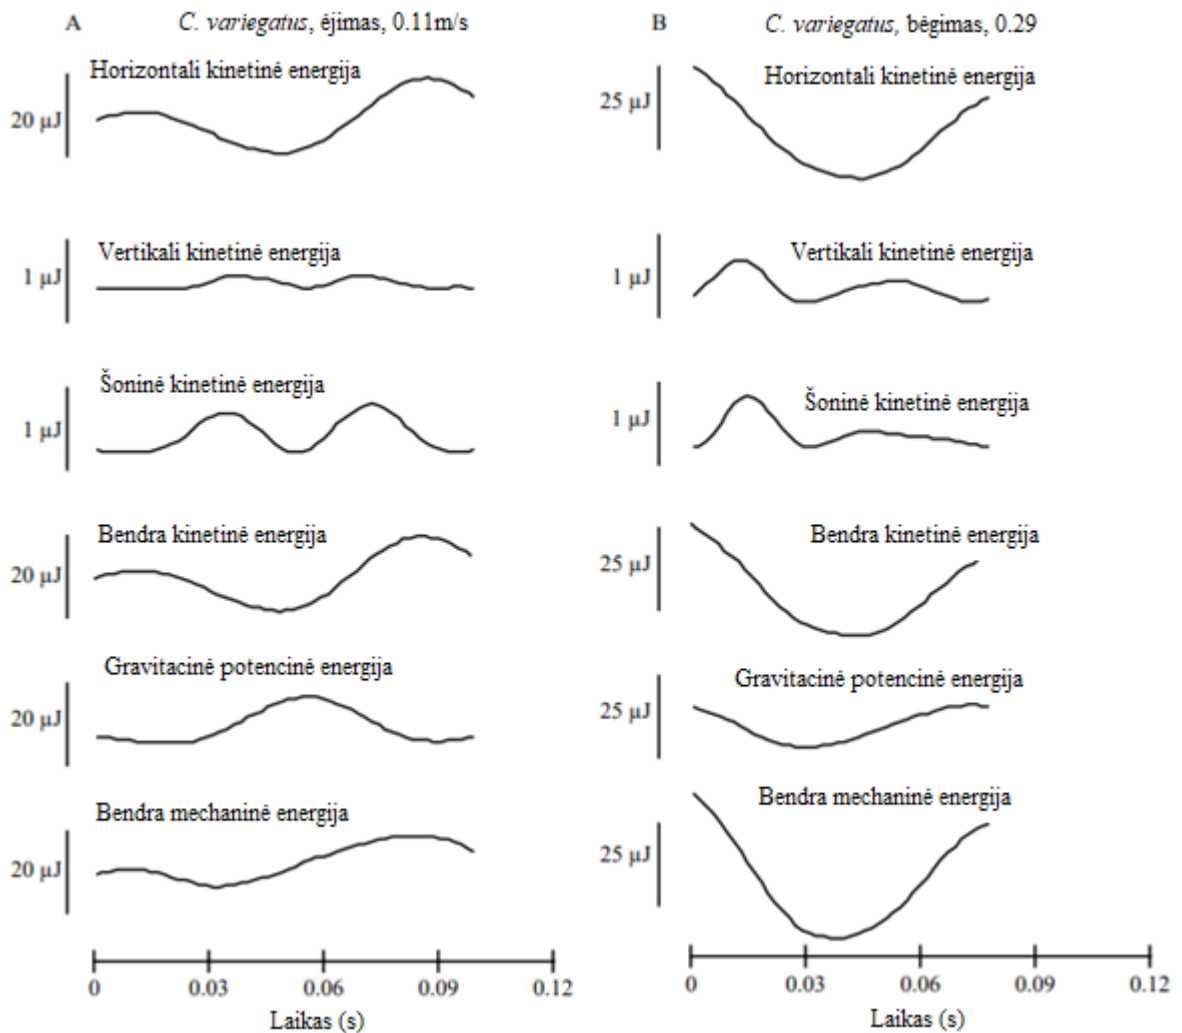 A
C. variegatus, ėjimas, 0.11m/s
Horizontali kinetinė energija
20 µJ
Vertikali kinetinė energija
1 µJ
Šoninė kinetinė energija
1 µJ
Bendra kinetinė energija
20 µJ
Gravitacinė potencinė energija
20 µJ
Bendra mechaninė energija
20 µJ
0 0.03 0.06 0.09 0.12
Laikas (s)
B
C. variegatus, bėgimas, 0.29
Horizontali kinetinė energija
25 µJ
Vertikali kinetinė energija
1 µJ
Šoninė kinetinė energija
1 µJ
Bendra kinetinė energija
25 µJ
Gravitacinė potencinė energija
25 µJ
Bendra mechaninė energija
25 µJ
0 0.03 0.06 0.09 0.12
Laikas (s)